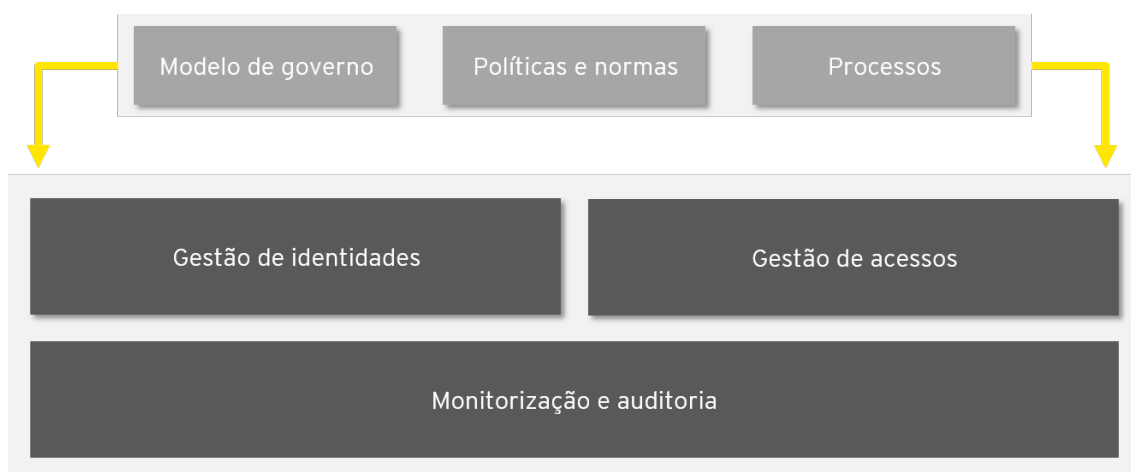 Modelo de governo
Políticas e normas
Processos
Gestão de identidades
Gestão de acessos
Monitorização e auditoria